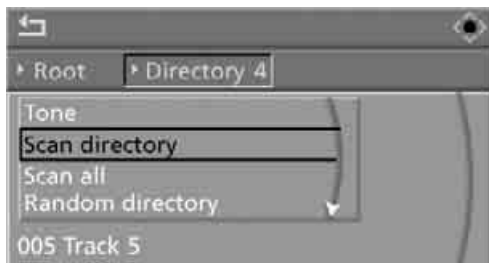 Root Directory 4
Tone
Scan directory
Scan all
Random directory
005 Track 5